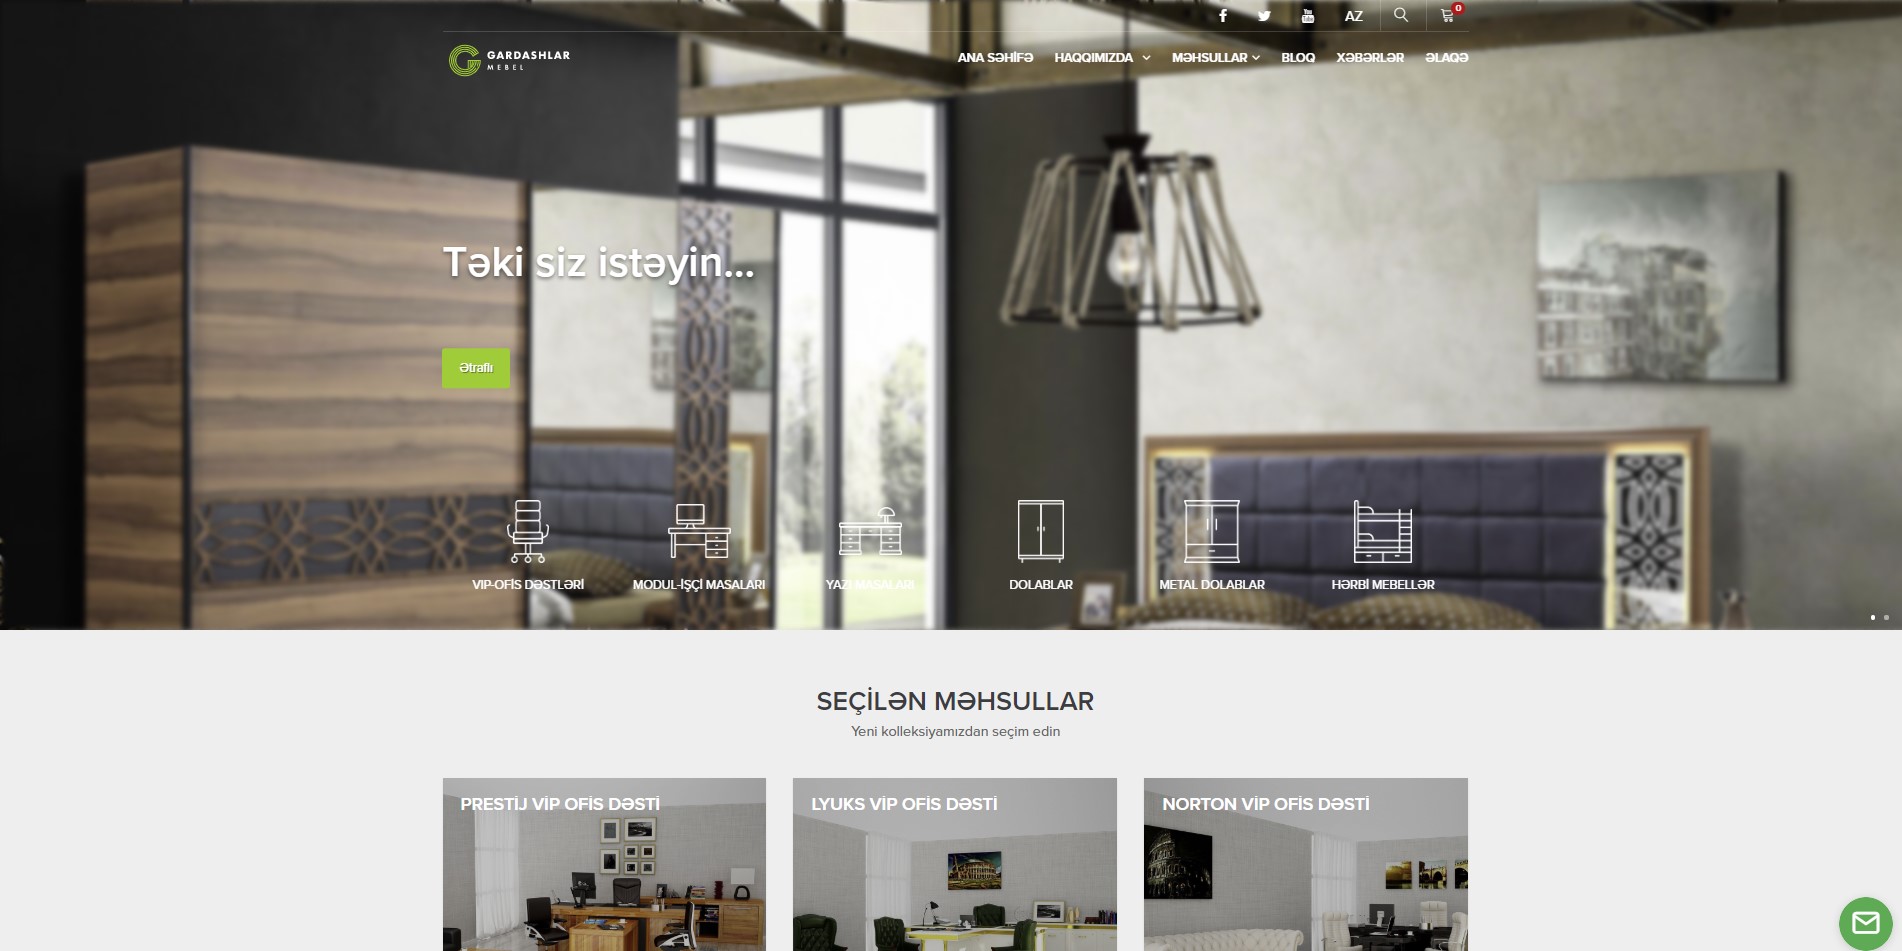 AZ
0
GARDASHLAR
MEBEL
ANA SƏHİFƏ HAQQIMIZDA MƏHSULLAR BLOQ XƏBƏRLƏR ƏLAQƏ
Təki siz istəyin...
Ətraflı
VIP-OFİS DƏSTLƏRİ MODUL-İŞÇİ MASALARI YAZI MASALARI DOLABLAR METAL DOLABLAR HƏRBİ MEBELLƏR
SEÇİLƏN MƏHSULLAR
Yeni kolleksiyamızdan seçim edin
PRESTİJ VİP OFİS DƏSTİ LYUKS VİP OFİS DƏSTİ NORTON VİP OFİS DƏSTİ